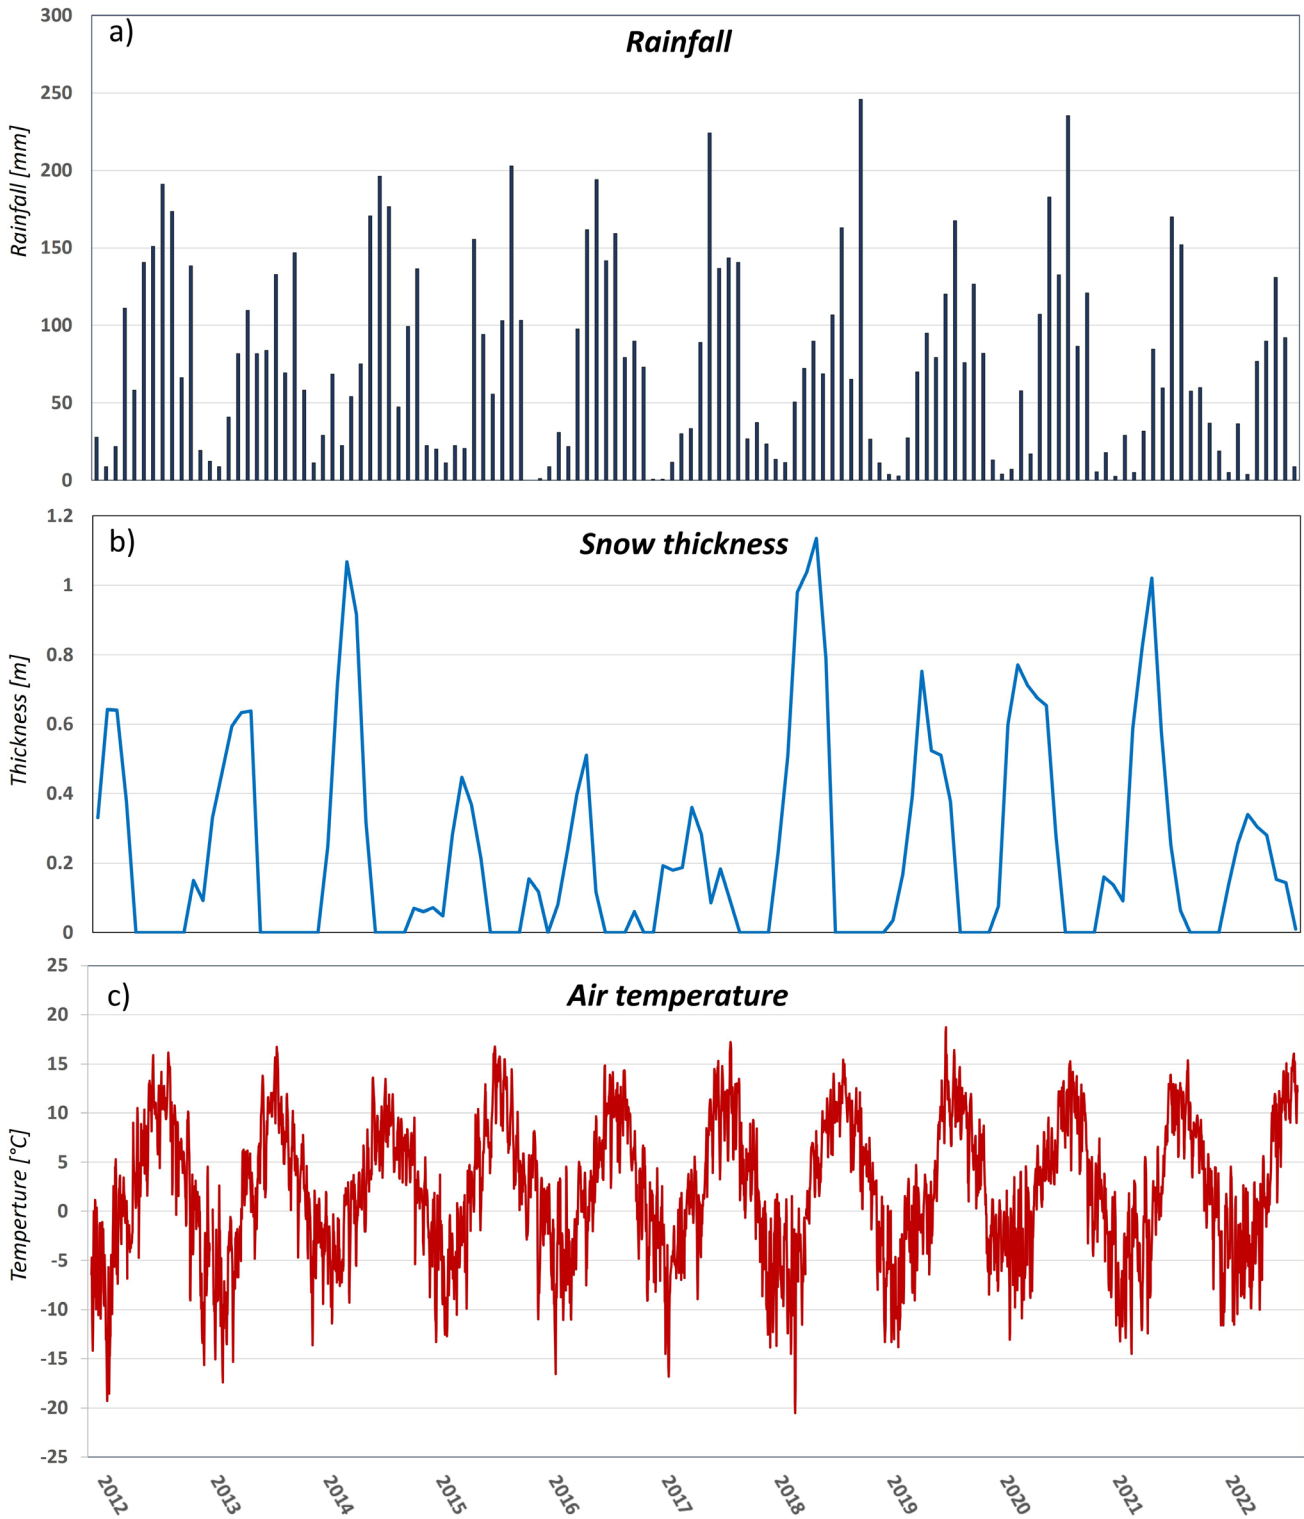 a)
Rainfall
Rainfall [mm]
300
250
200
150
100
50
0
b)
Snow thickness
Thickness [m]
1.2
1
0.8
0.6
0.4
0.2
0
c)
Air temperature
Temperture [°C]
25
20
15
10
5
0
-5
-10
-15
-20
-25
2012 2013 2014 2015 2016 2017 2018 2019 2020 2021 2022